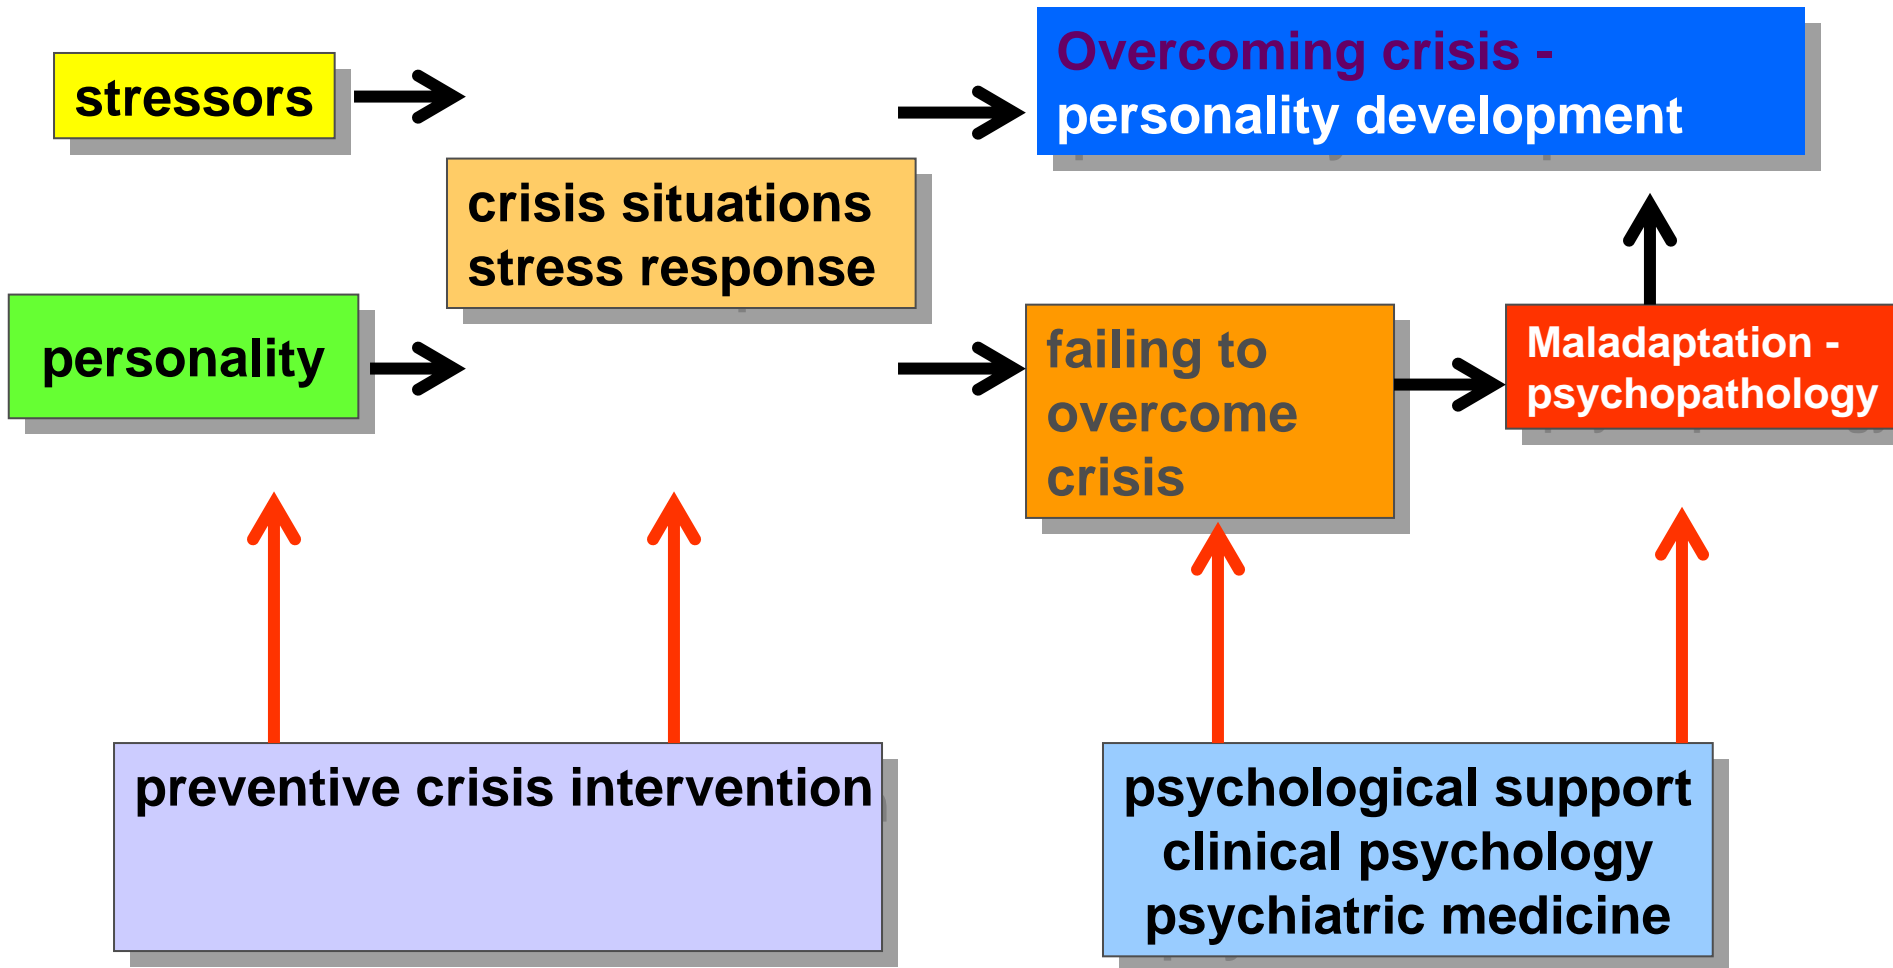 stressors
Overcoming crisis -
personality development
crisis situations
stress response
personality
failing to
overcome
crisis
Maladaptation -
psychopathology
preventive crisis intervention
psychological support
clinical psychology
psychiatric medicine